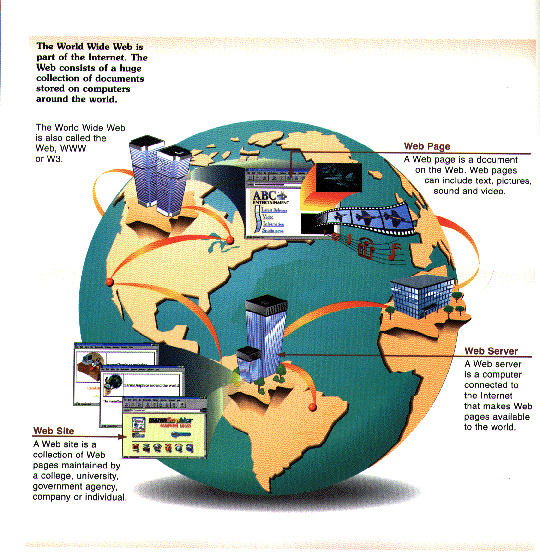 The World Wide Web is
part of the Internet. The
Web consists of a huge
collection of documents
stored on computers
around the world.
The World Wide Web
is also called the
Web, WWW
or W3.
Web Page
A Web page is a document
on the Web. Web pages
can include text, pictures,
sound and video.
ABC
ENTERTAINMENT
Web Server
A Web server
is a computer
connected to
the Internet
that makes Web
pages available
to the world.
Web Site
A Web site is a
collection of Web
pages maintained by
a college, university,
government agency,
company or individual.